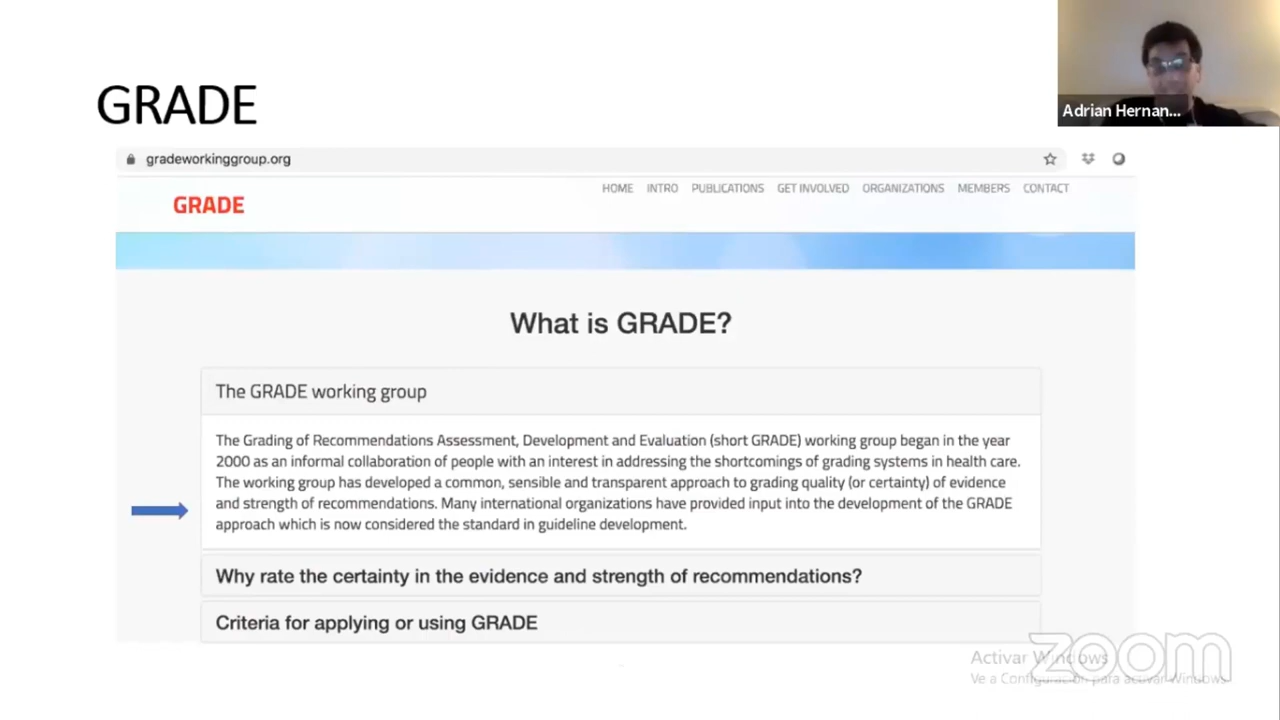 GRADE
Adrian Hernan...
gradeworkinggroup.org
HOME INTRO PUBLICATIONS GET INVOLVED ORGANIZATIONS MEMBERS CONTACT
GRADE
What is GRADE?
The GRADE working group
The Grading of Recommendations Assessment, Development and Evaluation (short GRADE) working group began in the year
2000 as an informal collaboration of people with an interest in addressing the shortcomings of grading systems in health care.
The working group has developed a common, sensible and transparent approach to grading quality (or certainty) of evidence
and strength of recommendations. Many international organizations have provided input into the development of the GRADE
approach which is now considered the standard in guideline development.
Why rate the certainty in the evidence and strength of recommendations?
Criteria for applying or using GRADE
zoom
Activar Windows
Ve a Configuración para activar Windows.